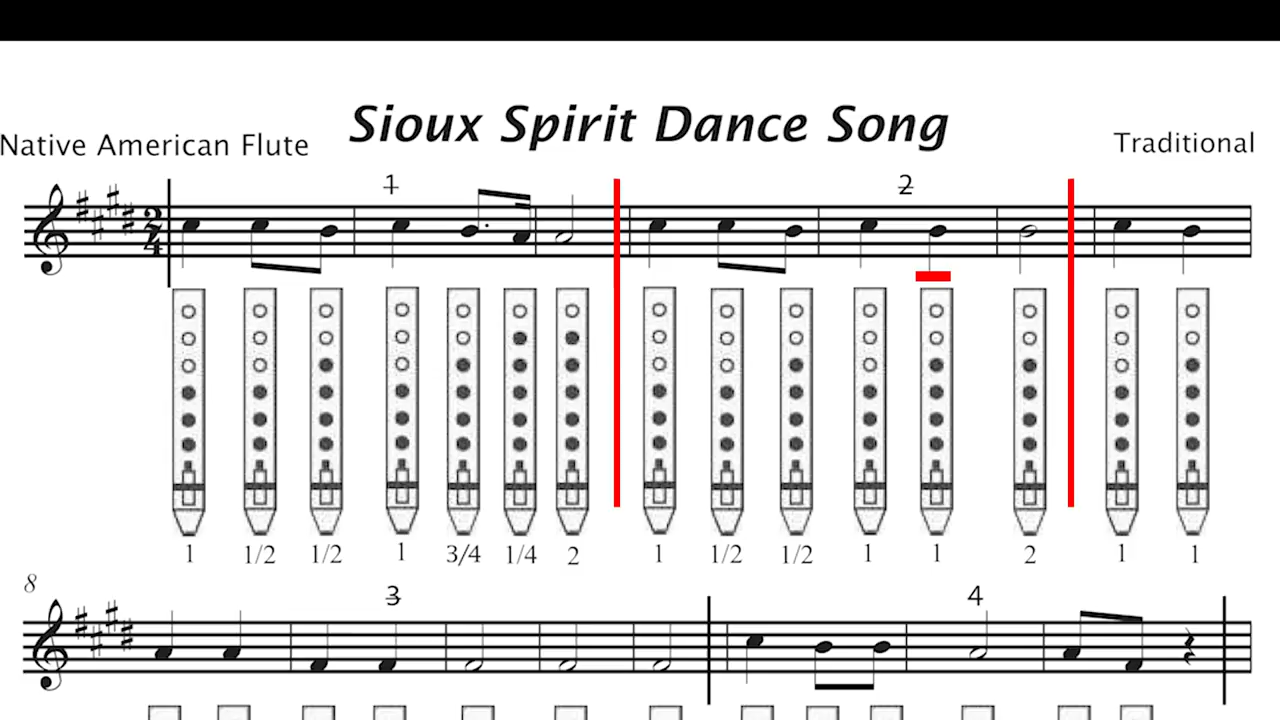 Sioux Spirit Dance Song
Native American Flute
Traditional
1 2
2
4
1 1/2 1/2 1 3/4 1/4 2 1 1/2 1/2 1 1 2 1 1
8
3 4